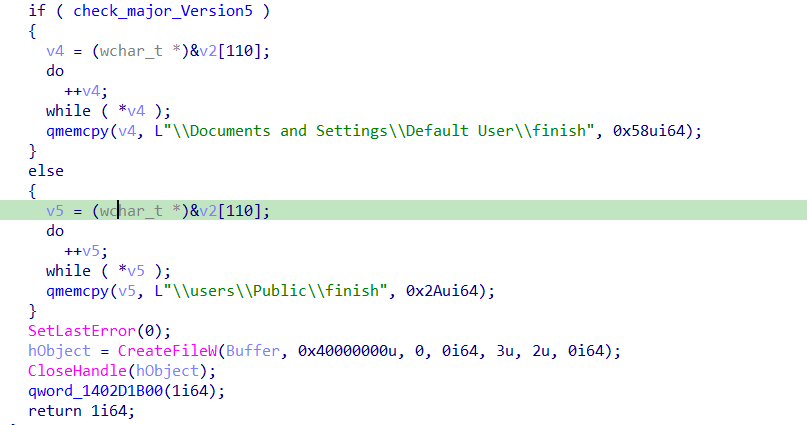 if ( check_major_Version5 )
{
v4 = (wchar_t *)&v2[110];
do
++v4;
while ( *v4 );
qmemcpy(v4, L"\\Documents and Settings\\Default User\\finish", 0x58ui64);
}
else
{
v5 = (wchar_t *)&v2[110];
do
++v5;
while ( *v5 );
qmemcpy(v5, L"\\users\\Public\\finish", 0x2Aui64);
}
SetLastError(0);
hObject = CreateFileW(Buffer, 0x40000000u, 0, 0i64, 3u, 2u, 0i64);
CloseHandle(hObject);
qword_1402D1B00(1i64);
return 1i64;